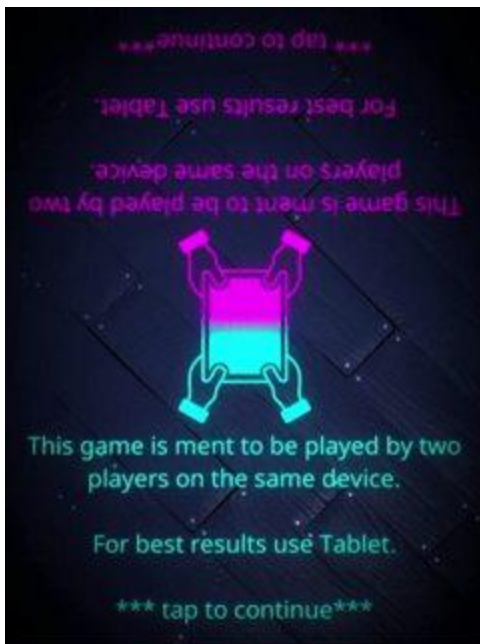 *** tap to continue***
For best results use Tablet.
This game is ment to be played by two
players on the same device.
This game is ment to be played by two
players on the same device.
For best results use Tablet.
*** tap to continue***